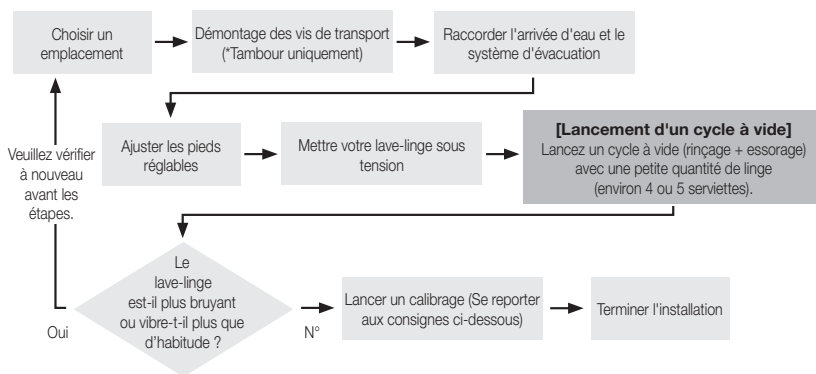 Choisir un
emplacement
Démontage des vis de transport
(*Tambour uniquement)
Raccorder l'arrivée d'eau et le
système d'évacuation
Ajuster les pieds
réglables
Mettre votre lave-linge sous
tension
[Lancement d'un cycle à vide]
Lancez un cycle à vide (rinçage + essorage)
avec une petite quantité de linge
(environ 4 ou 5 serviettes).
Veuillez vérifier
à nouveau
avant les
étapes.
Le
lave-linge
est-il plus bruyant
ou vibre-t-il plus que
d'habitude ?
Oui
N°
Lancer un calibrage (Se reporter
aux consignes ci-dessous)
Terminer l'installation